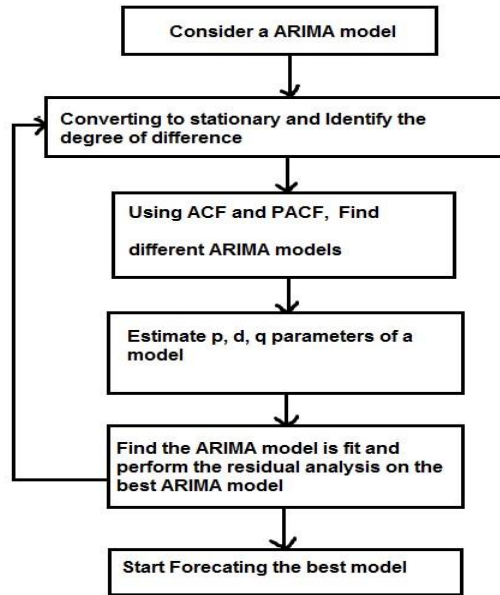 Consider a ARIMA model
Converting to stationary and Identify the
degree of difference
Using ACF and PACF, Find
different ARIMA models
Estimate p, d, q parameters of a
model
Find the ARIMA model is fit and
perform the residual analysis on the
best ARIMA model
Start Forecating the best model